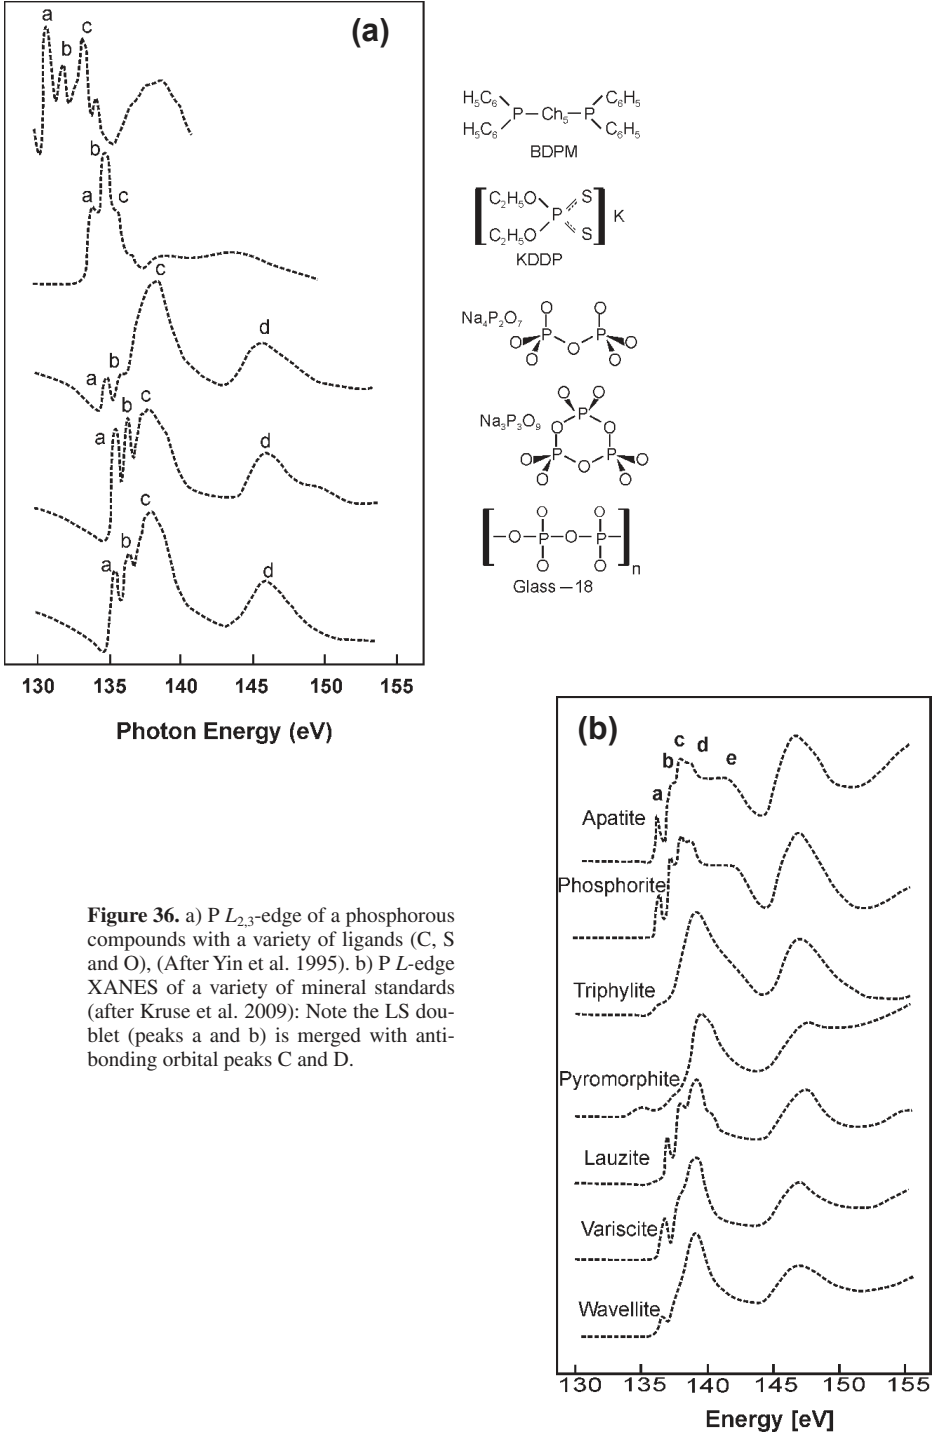 (a)
a
b
c
a
b
c
a
b
c
d
a
b
c
d
a
b
c
d
130 135 140 145 150 155
Photon Energy (eV)
H₅C₆ C₆H₅
P—Ch₅—P
H₅C₆ C₆H₅
BDPM
C₂H₅O S
P K
C₂H₅O S
KDDP
Na₄P₂O₇
O O
O P P O
O O O
Na₃P₃O₉
O O
P
O O
O P P O
O O O
O O
O P O P
O O n
Glass — 18
(b)
a
b
c
d
e
Apatite
Phosphorite
Triphylite
Pyromorphite
Lauzite
Variscite
Wavellite
130 135 140 145 150 155
Energy [eV]
Figure 36. a) P L₂,₃-edge of a phosphorous
compounds with a variety of ligands (C, S
and O), (After Yin et al. 1995). b) P L-edge
XANES of a variety of mineral standards
(after Kruse et al. 2009): Note the LS dou-
blet (peaks a and b) is merged with anti-
bonding orbital peaks C and D.